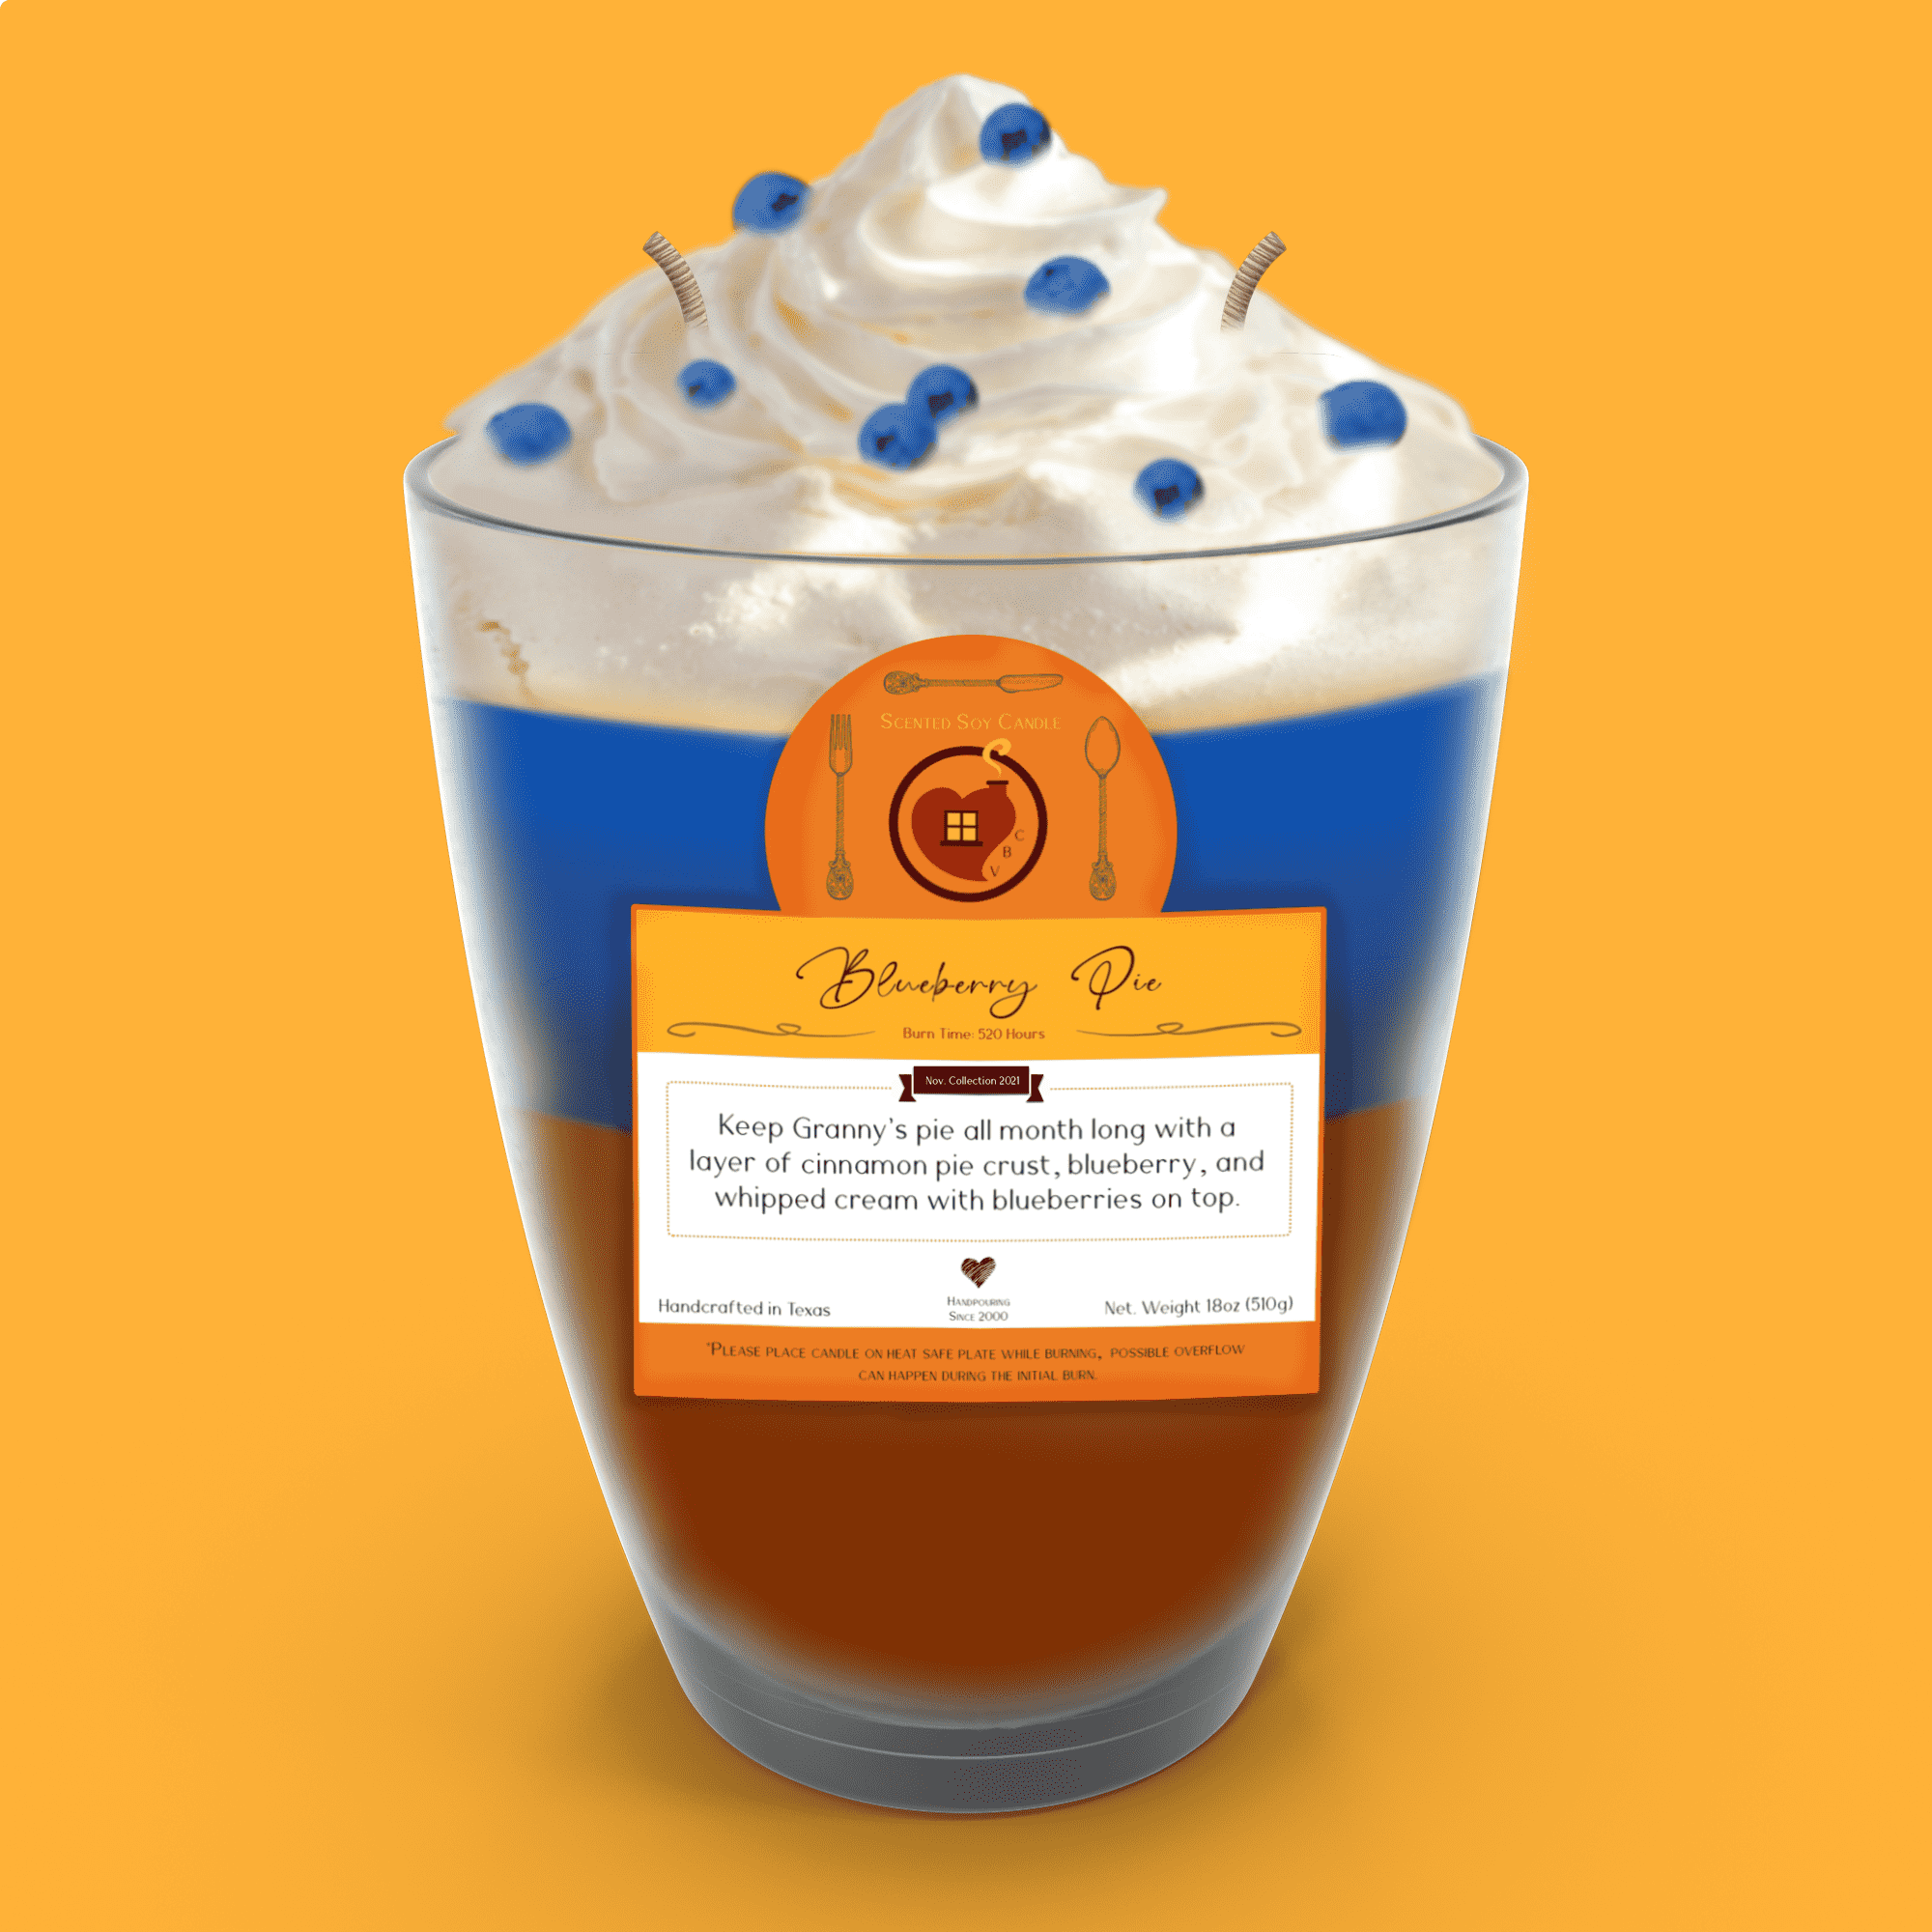 SCENTED SOY CANDLE
C
B
V
Blueberry Pie
Burn Time: 520 Hours
Nov. Collection 2021
Keep Granny's pie all month long with a
layer of cinnamon pie crust, blueberry, and
whipped cream with blueberries on top.
Handcrafted in Texas
HANDPOURING
SINCE 2000
Net. Weight 18oz (510g)
*PLEASE PLACE CANDLE ON HEAT SAFE PLATE WHILE BURNING, POSSIBLE OVERFLOW
CAN HAPPEN DURING THE INITIAL BURN.